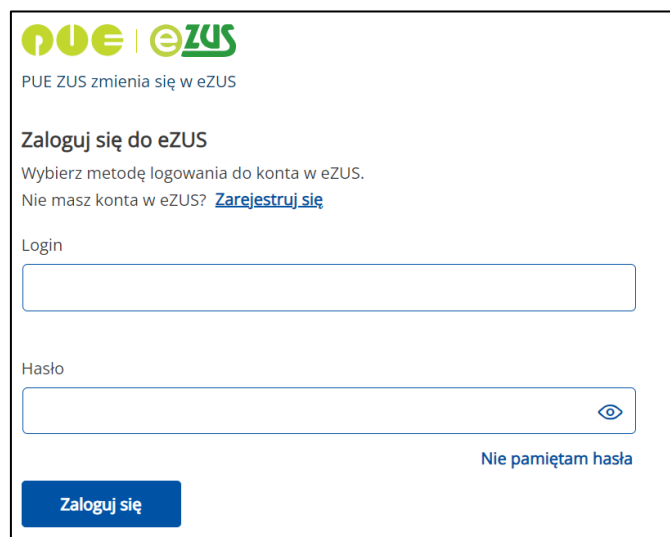 PUE | eZUS
PUE ZUS zmienia się w eZUS
Zaloguj się do eZUS
Wybierz metodę logowania do konta w eZUS.
Nie masz konta w eZUS? Zarejestruj się
Login
Hasło
Nie pamiętam hasła
Zaloguj się